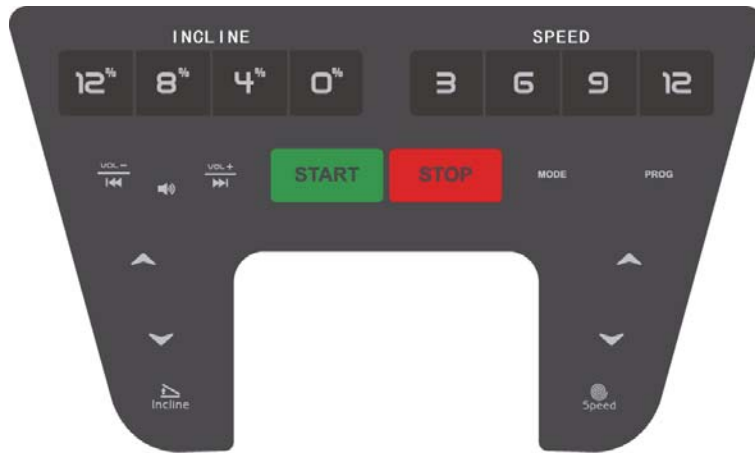 INCLINE SPEED
12% 8% 4% 0% 3 6 9 12
VOL - VOL + START STOP MODE PROG
Incline Speed